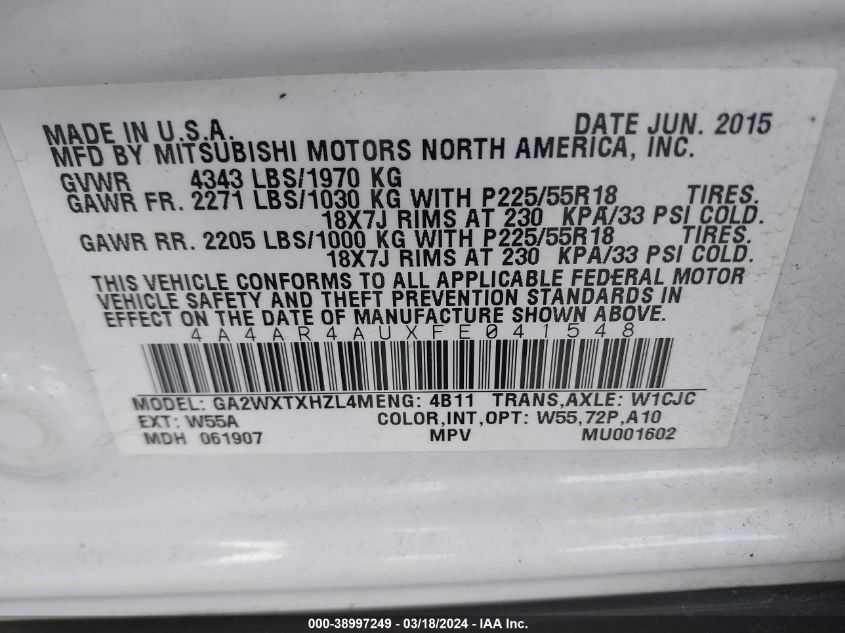 MADE IN U.S.A. DATE JUN. 2015
MFD BY MITSUBISHI MOTORS NORTH AMERICA, INC.
GVWR 4343 LBS/1970 KG
GAWR FR. 2271 LBS/1030 KG WITH P225/55R18 TIRES.
18X7J RIMS AT 230 KPA/33 PSI COLD.
GAWR RR. 2205 LBS/1000 KG WITH P225/55R18 TIRES.
18X7J RIMS AT 230 KPA/33 PSI COLD.
THIS VEHICLE CONFORMS TO ALL APPLICABLE FEDERAL MOTOR
VEHICLE SAFETY AND THEFT PREVENTION STANDARDS IN
EFFECT ON THE DATE OF MANUFACTURE SHOWN ABOVE.
4A4AR4AUXFE041548
MODEL: GA2WXTXHZL4MENG: 4B11 TRANS,AXLE: W1CJC
EXT: W55A COLOR,INT,OPT: W55,72P,A10
MDH 061907 MPV MU001602
000-38997249 - 03/18/2024 - IAA Inc.